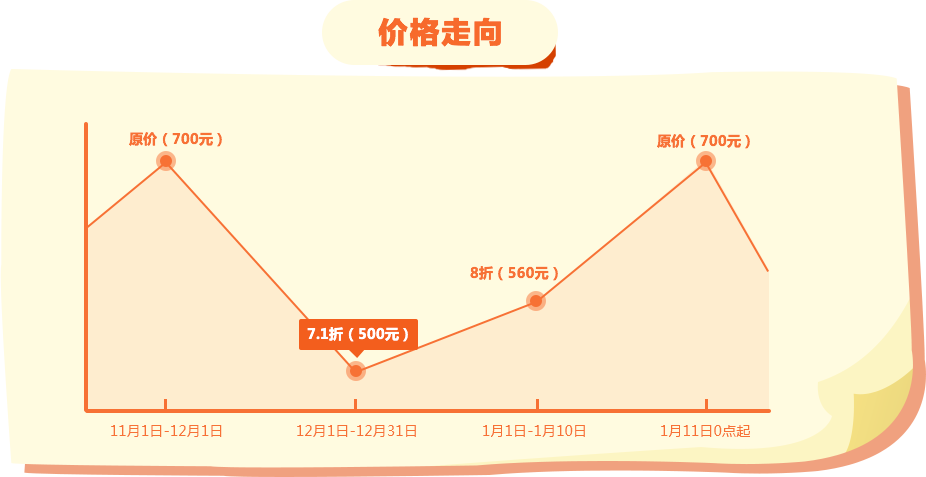 价格走向
原价（700元）
原价（700元）
8折（560元）
7.1折（500元）
11月1日-12月1日
12月1日-12月31日
1月1日-1月10日
1月11日0点起